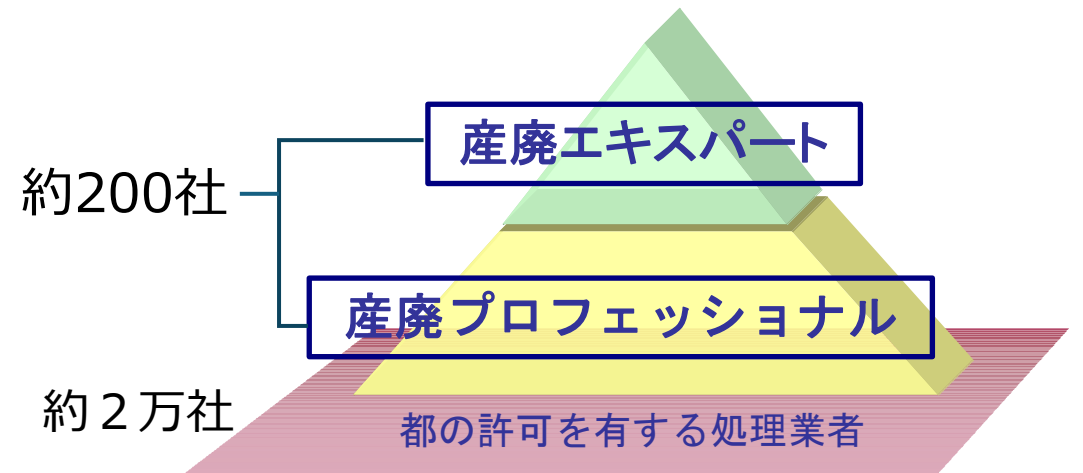 産廃エキスパート
約200社
産廃プロフェッショナル
約２万社
都の許可を有する処理業者